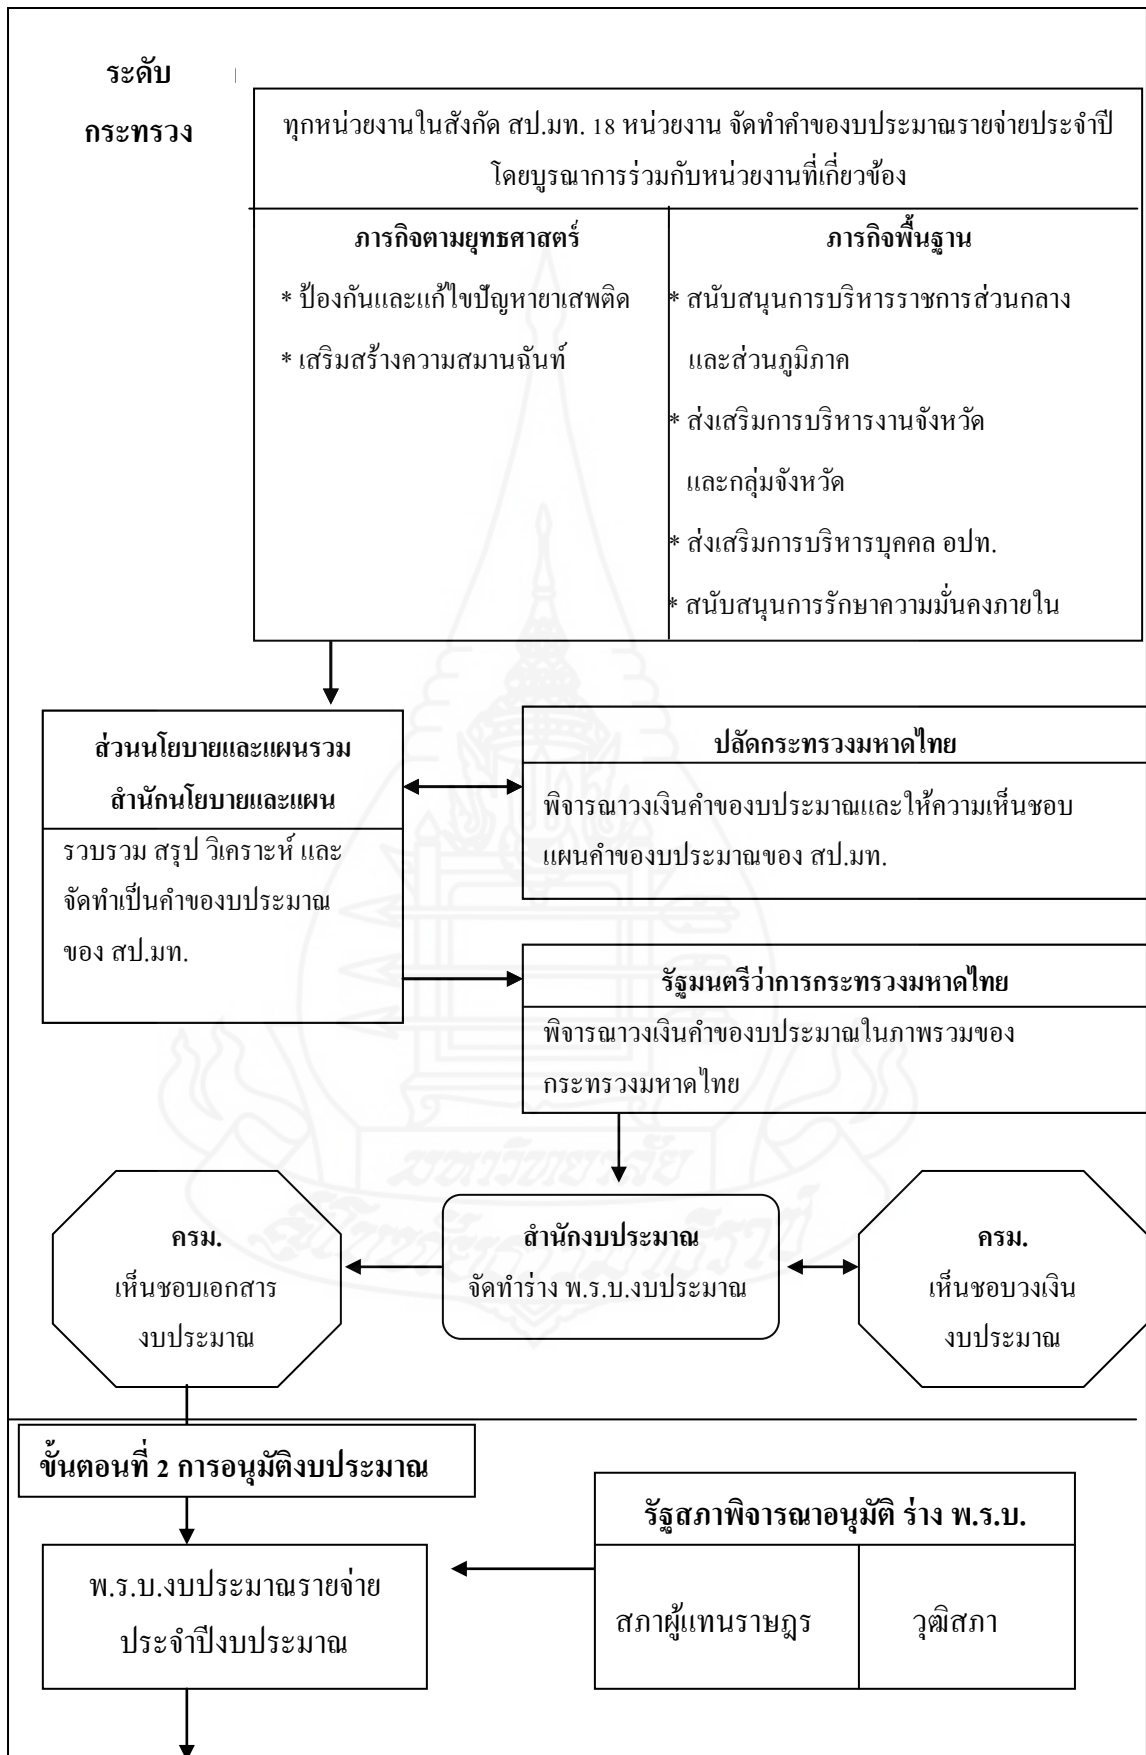 ระดับ
กระทรวง
ทุกหน่วยงานในสังกัด สป.มท. 18 หน่วยงาน จัดทำคำของบประมาณรายจ่ายประจำปี
โดยบูรณาการร่วมกับหน่วยงานที่เกี่ยวข้อง
ภารกิจตามยุทธศาสตร์
* ป้องกันและแก้ไขปัญหายาเสพติด
* เสริมสร้างความสมานฉันท์
ภารกิจพื้นฐาน
* สนับสนุนการบริหารราชการส่วนกลาง
และส่วนภูมิภาค
* ส่งเสริมการบริหารงานจังหวัด
และกลุ่มจังหวัด
* ส่งเสริมการบริหารบุคคล อปท.
* สนับสนุนการรักษาความมั่นคงภายใน
ส่วนนโยบายและแผนรวม
สำนักนโยบายและแผน
รวบรวม สรุป วิเคราะห์ และ
จัดทำเป็นคำของบประมาณ
ของ สป.มท.
ปลัดกระทรวงมหาดไทย
พิจารณาวงเงินคำของบประมาณและให้ความเห็นชอบ
แผนคำของบประมาณของ สป.มท.
รัฐมนตรีว่าการกระทรวงมหาดไทย
พิจารณาวงเงินคำของบประมาณในภาพรวมของ
กระทรวงมหาดไทย
มหาวิทยาลัย
สุโขทัยธรรมาธิราช
ครม.
เห็นชอบเอกสาร
งบประมาณ
สำนักงบประมาณ
จัดทำร่าง พ.ร.บ.งบประมาณ
ครม.
เห็นชอบวงเงิน
งบประมาณ
ขั้นตอนที่ 2 การอนุมัติงบประมาณ
พ.ร.บ.งบประมาณรายจ่าย
ประจำปีงบประมาณ
รัฐสภาพิจารณาอนุมัติ ร่าง พ.ร.บ.
สภาผู้แทนราษฎร
วุฒิสภา